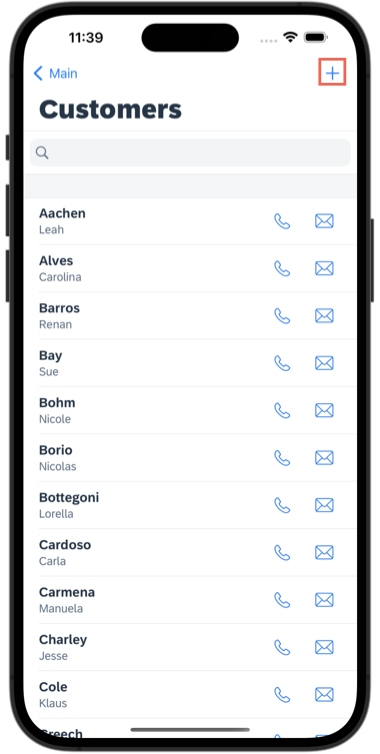 11:39
Main
Customers
Aachen
Leah
Alves
Carolina
Barros
Renan
Bay
Sue
Bohm
Nicole
Borio
Nicolas
Bottegoni
Lorella
Cardoso
Carla
Carmena
Manuela
Charley
Jesse
Cole
Klaus
Creech